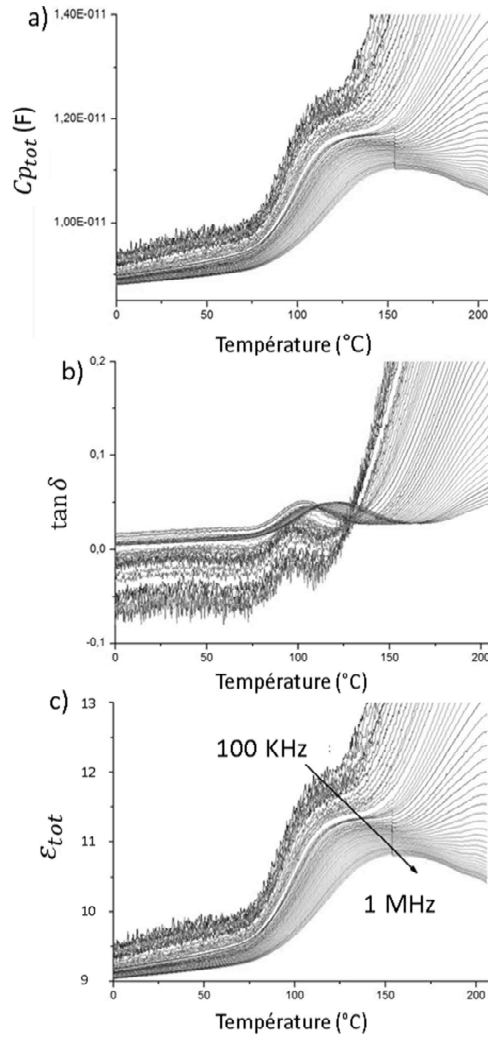 a)
1,40E-011
1,20E-011
1,00E-011
Cp_tot (F)
0 50 100 150 200
Température (°C)
b)
0,2
0,1
0,0
-0,1
tan δ
0 50 100 150 200
Température (°C)
c)
13
12
11
10
9
ε_tot
100 KHz
1 MHz
0 50 100 150 200
Température (°C)